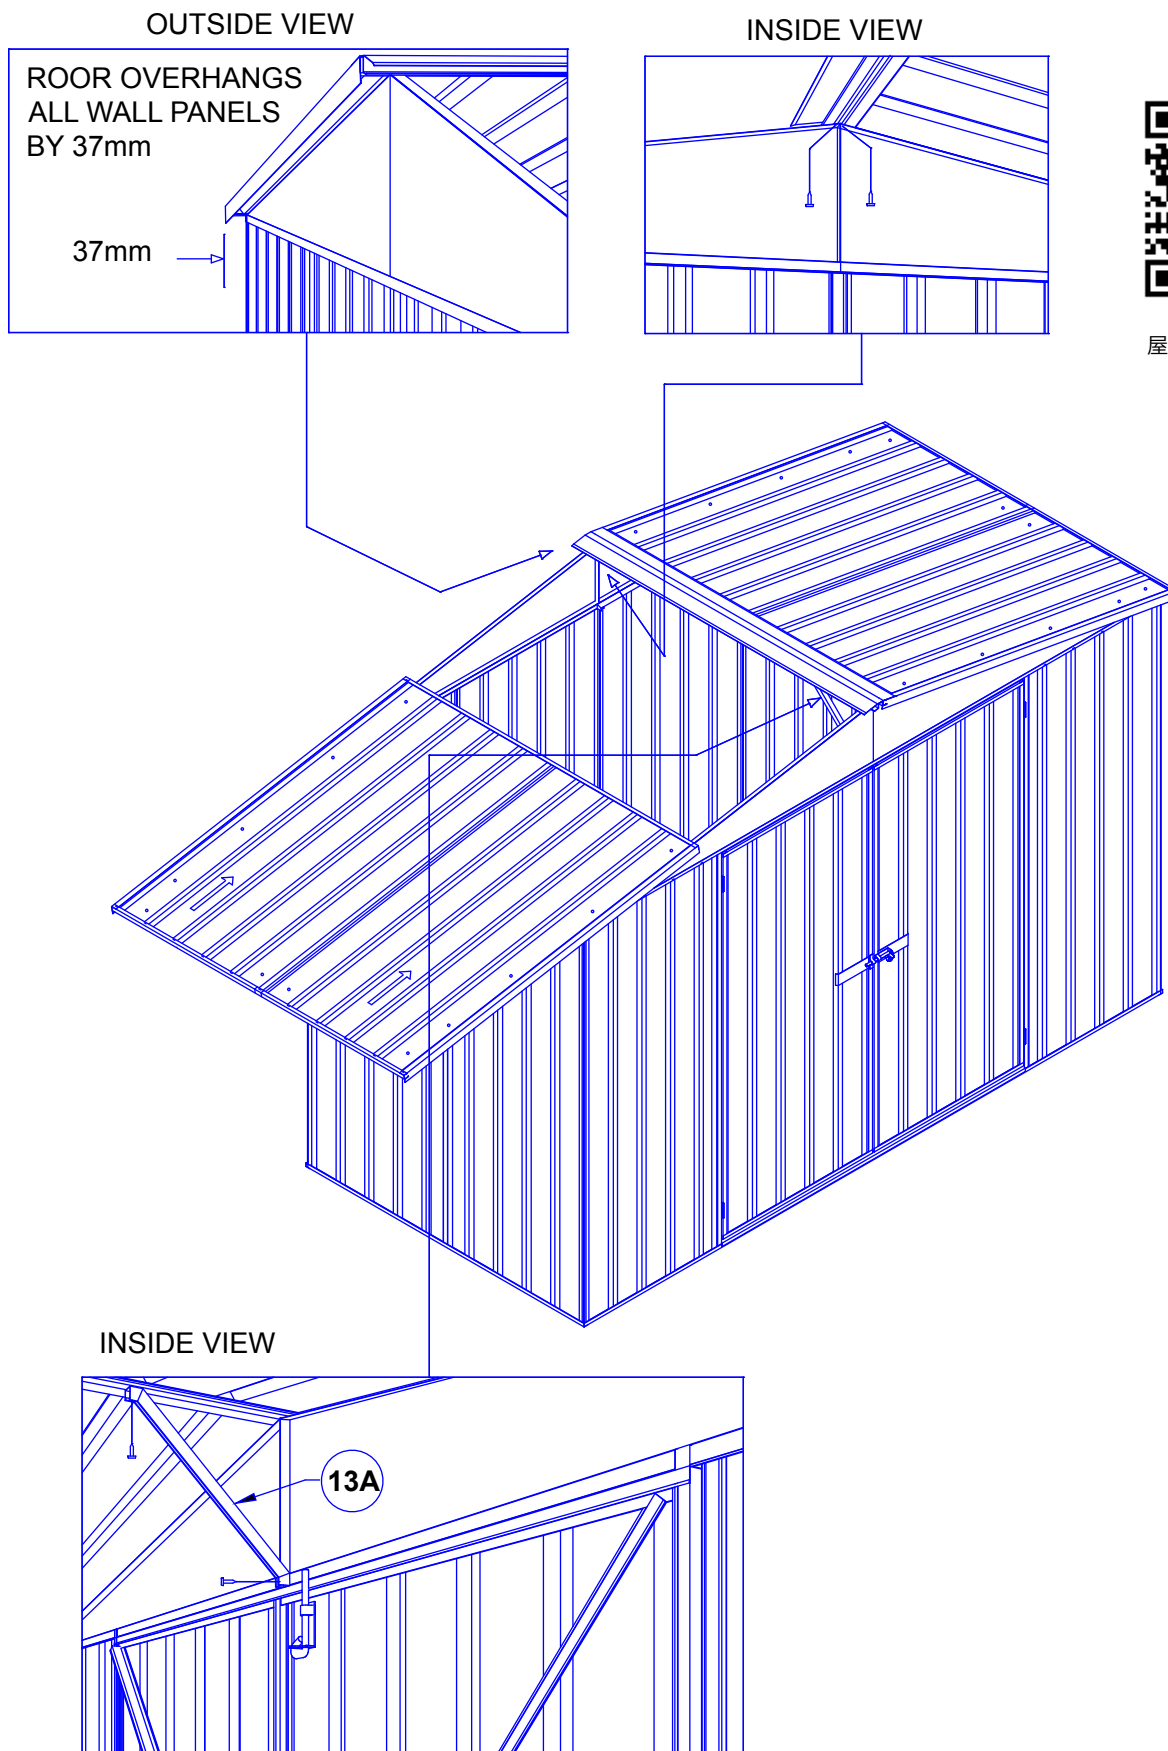 OUTSIDE VIEW
INSIDE VIEW
ROOR OVERHANGS
ALL WALL PANELS
BY 37mm
37mm
屋
INSIDE VIEW
13A